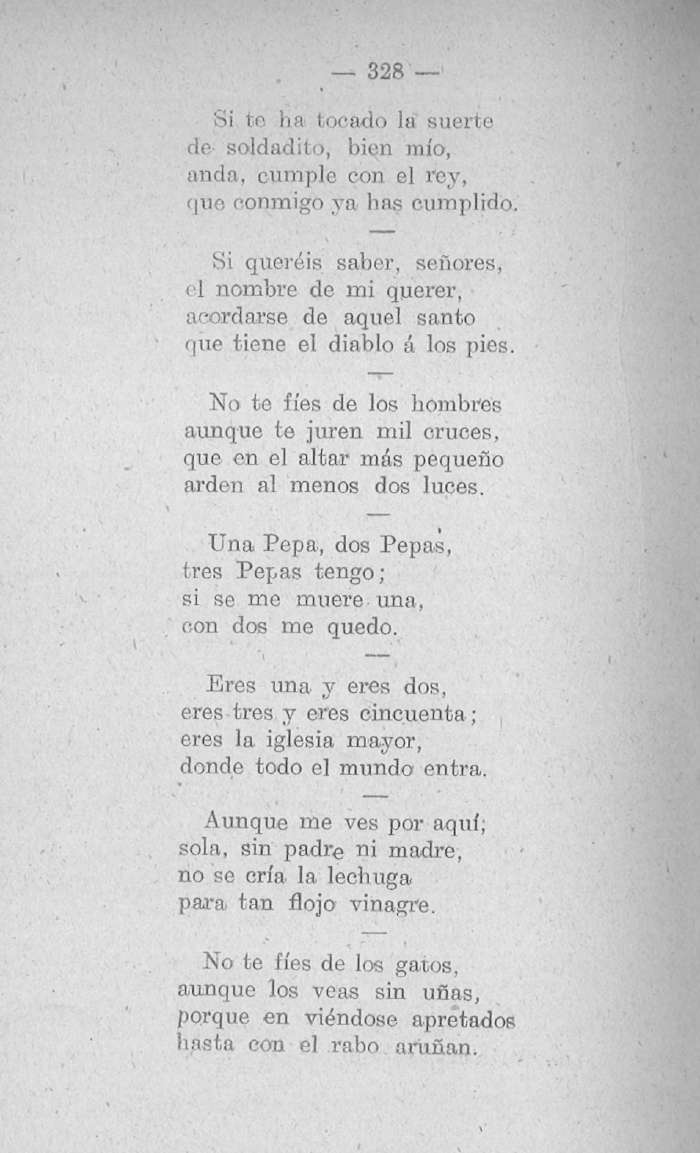 — 328 —
Si te ha tocado la suerte
de soldadito, bien mío,
anda, cumple con el rey,
que conmigo ya has cumplido.
—
Si queréis saber, señores,
el nombre de mi querer,
acordarse de aquel santo
que tiene el diablo á los pies.
—
No te fíes de los hombres
aunque te juren mil cruces,
que en el altar más pequeño
arden al menos dos luces.
—
Una Pepa, dos Pepas,
tres Pepas tengo;
si se me muere una,
con dos me quedo.
—
Eres una y eres dos,
eres tres y eres cincuenta;
eres la iglesia mayor,
donde todo el mundo entra.
—
Aunque me ves por aquí;
sola, sin padre ni madre,
no se cría la lechuga
para tan flojo vinagre.
—
No te fíes de los gatos,
aunque los veas sin uñas,
porque en viéndose apretados
hasta con el rabo aruñan.